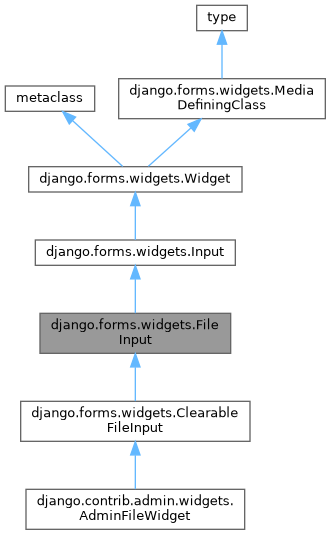 type
metaclass
django.forms.widgets.Media
DefiningClass
django.forms.widgets.Widget
django.forms.widgets.Input
django.forms.widgets.File
Input
django.forms.widgets.Clearable
FileInput
django.contrib.admin.widgets.
AdminFileWidget